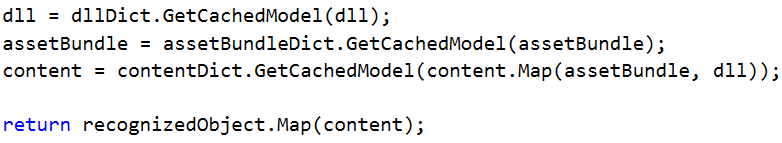 dll = dllDict.GetCachedModel(dll);
assetBundle = assetBundleDict.GetCachedModel(assetBundle);
content = contentDict.GetCachedModel(content.Map(assetBundle, dll));
return recognizedObject.Map(content);